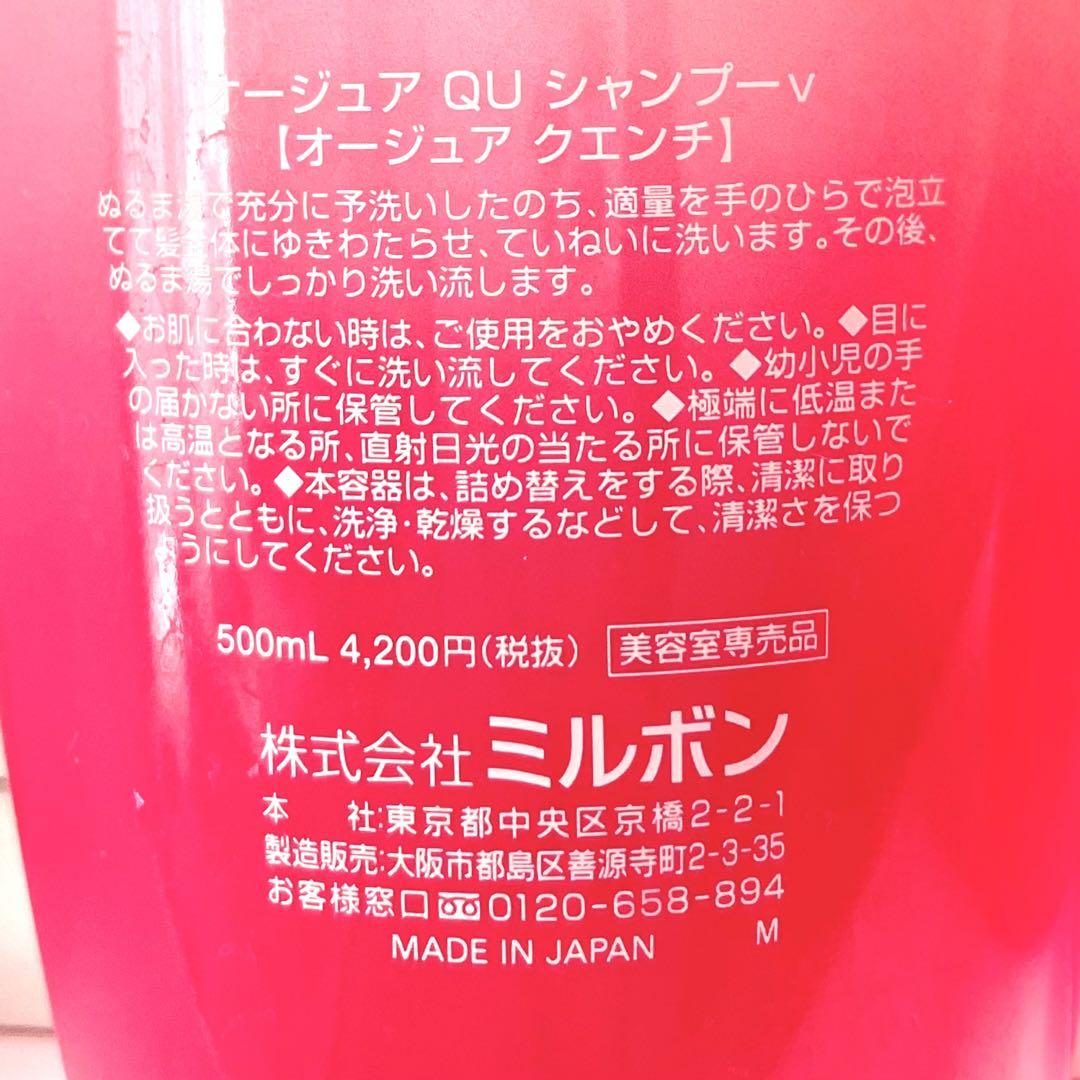 オージュア QU シャンプーv
【オージュア クエンチ】
ぬるま湯で充分に予洗いしたのち、適量を手のひらで泡立
てて髪全体にゆきわたらせ、ていねいに洗います。その後、
ぬるま湯でしっかり洗い流します。
◆お肌に合わない時は、ご使用をおやめください。◆目に
入った時は、すぐに洗い流してください。◆幼小児の手
の届かない所に保管してください。◆極端に低温また
は高温となる所、直射日光の当たる所に保管しないで
ください。◆本容器は、詰め替えをする際、清潔に取り
扱うとともに、洗浄・乾燥するなどして、清潔さを保つ
ようにしてください。
500mL 4,200円(税抜) 美容室専売品
株式会社 ミルボン
本 社:東京都中央区京橋2-2-1
製造販売:大阪市都島区善源寺町2-3-35
お客様窓口 0120-658-894
MADE IN JAPAN M